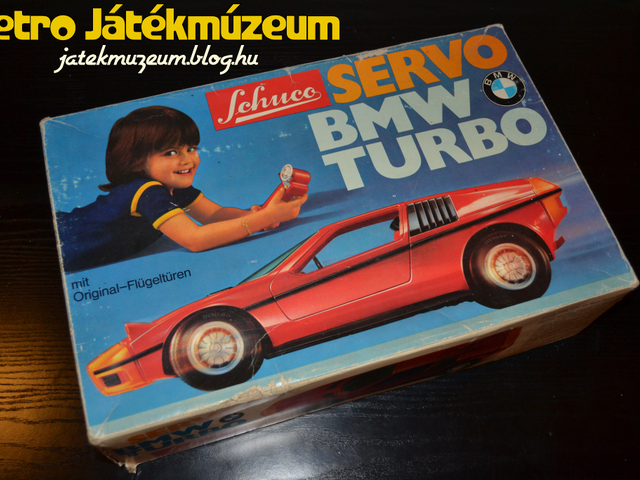 etro Játékmúzeum
jatekmuzeum.blog.hu
Schuco
SERVO
BMW
TURBO
BMW
mit
Original-Flügeltüren